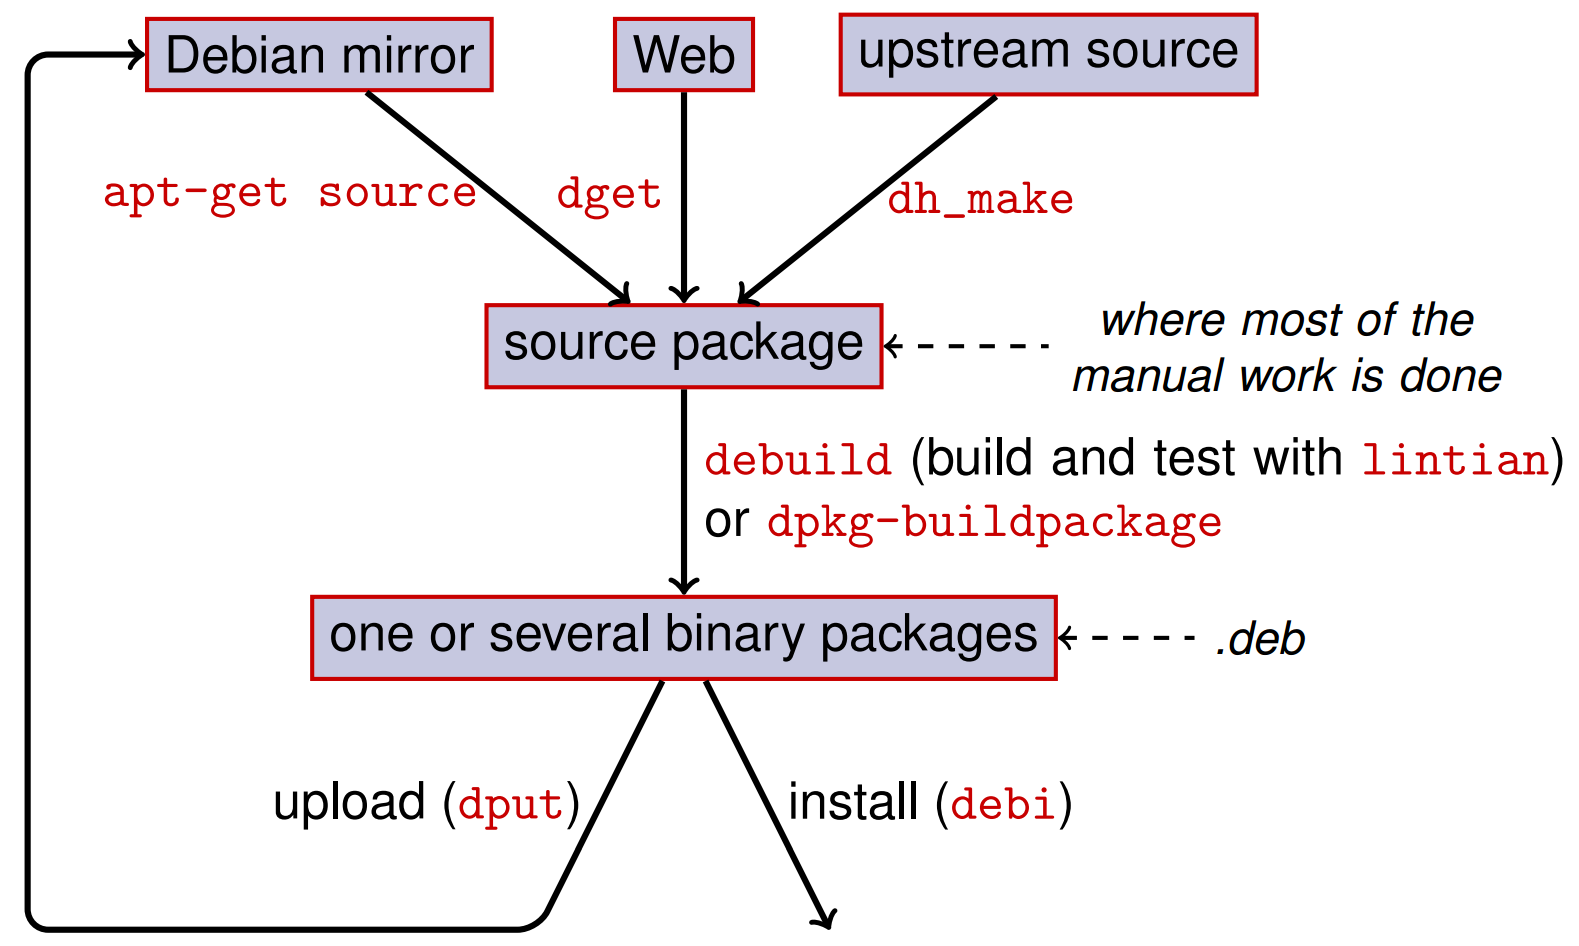 Debian mirror
Web
upstream source
apt-get source
dget
dh_make
source package
where most of the
manual work is done
debuild (build and test with lintian)
or dpkg-buildpackage
one or several binary packages
.deb
upload (dput)
install (debi)